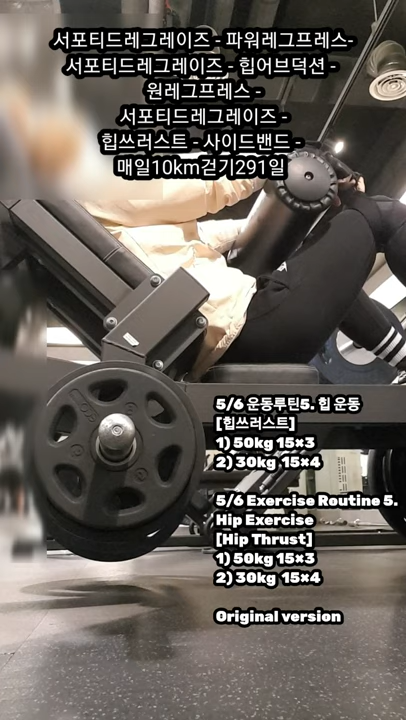 서포티드레그레이즈 - 파워레그프레스-
서포티드레그레이즈 - 힙어브덕션 -
원레그프레스 -
서포티드레그레이즈 -
힙쓰러스트 - 사이드밴드 -
매일10km걷기291일
5/6 운동루틴5. 힙 운동
[힙쓰러스트]
1) 50kg 15×3
2) 30kg 15×4
5/6 Exercise Routine 5.
Hip Exercise
[Hip Thrust]
1) 50kg 15×3
2) 30kg 15×4
Original version